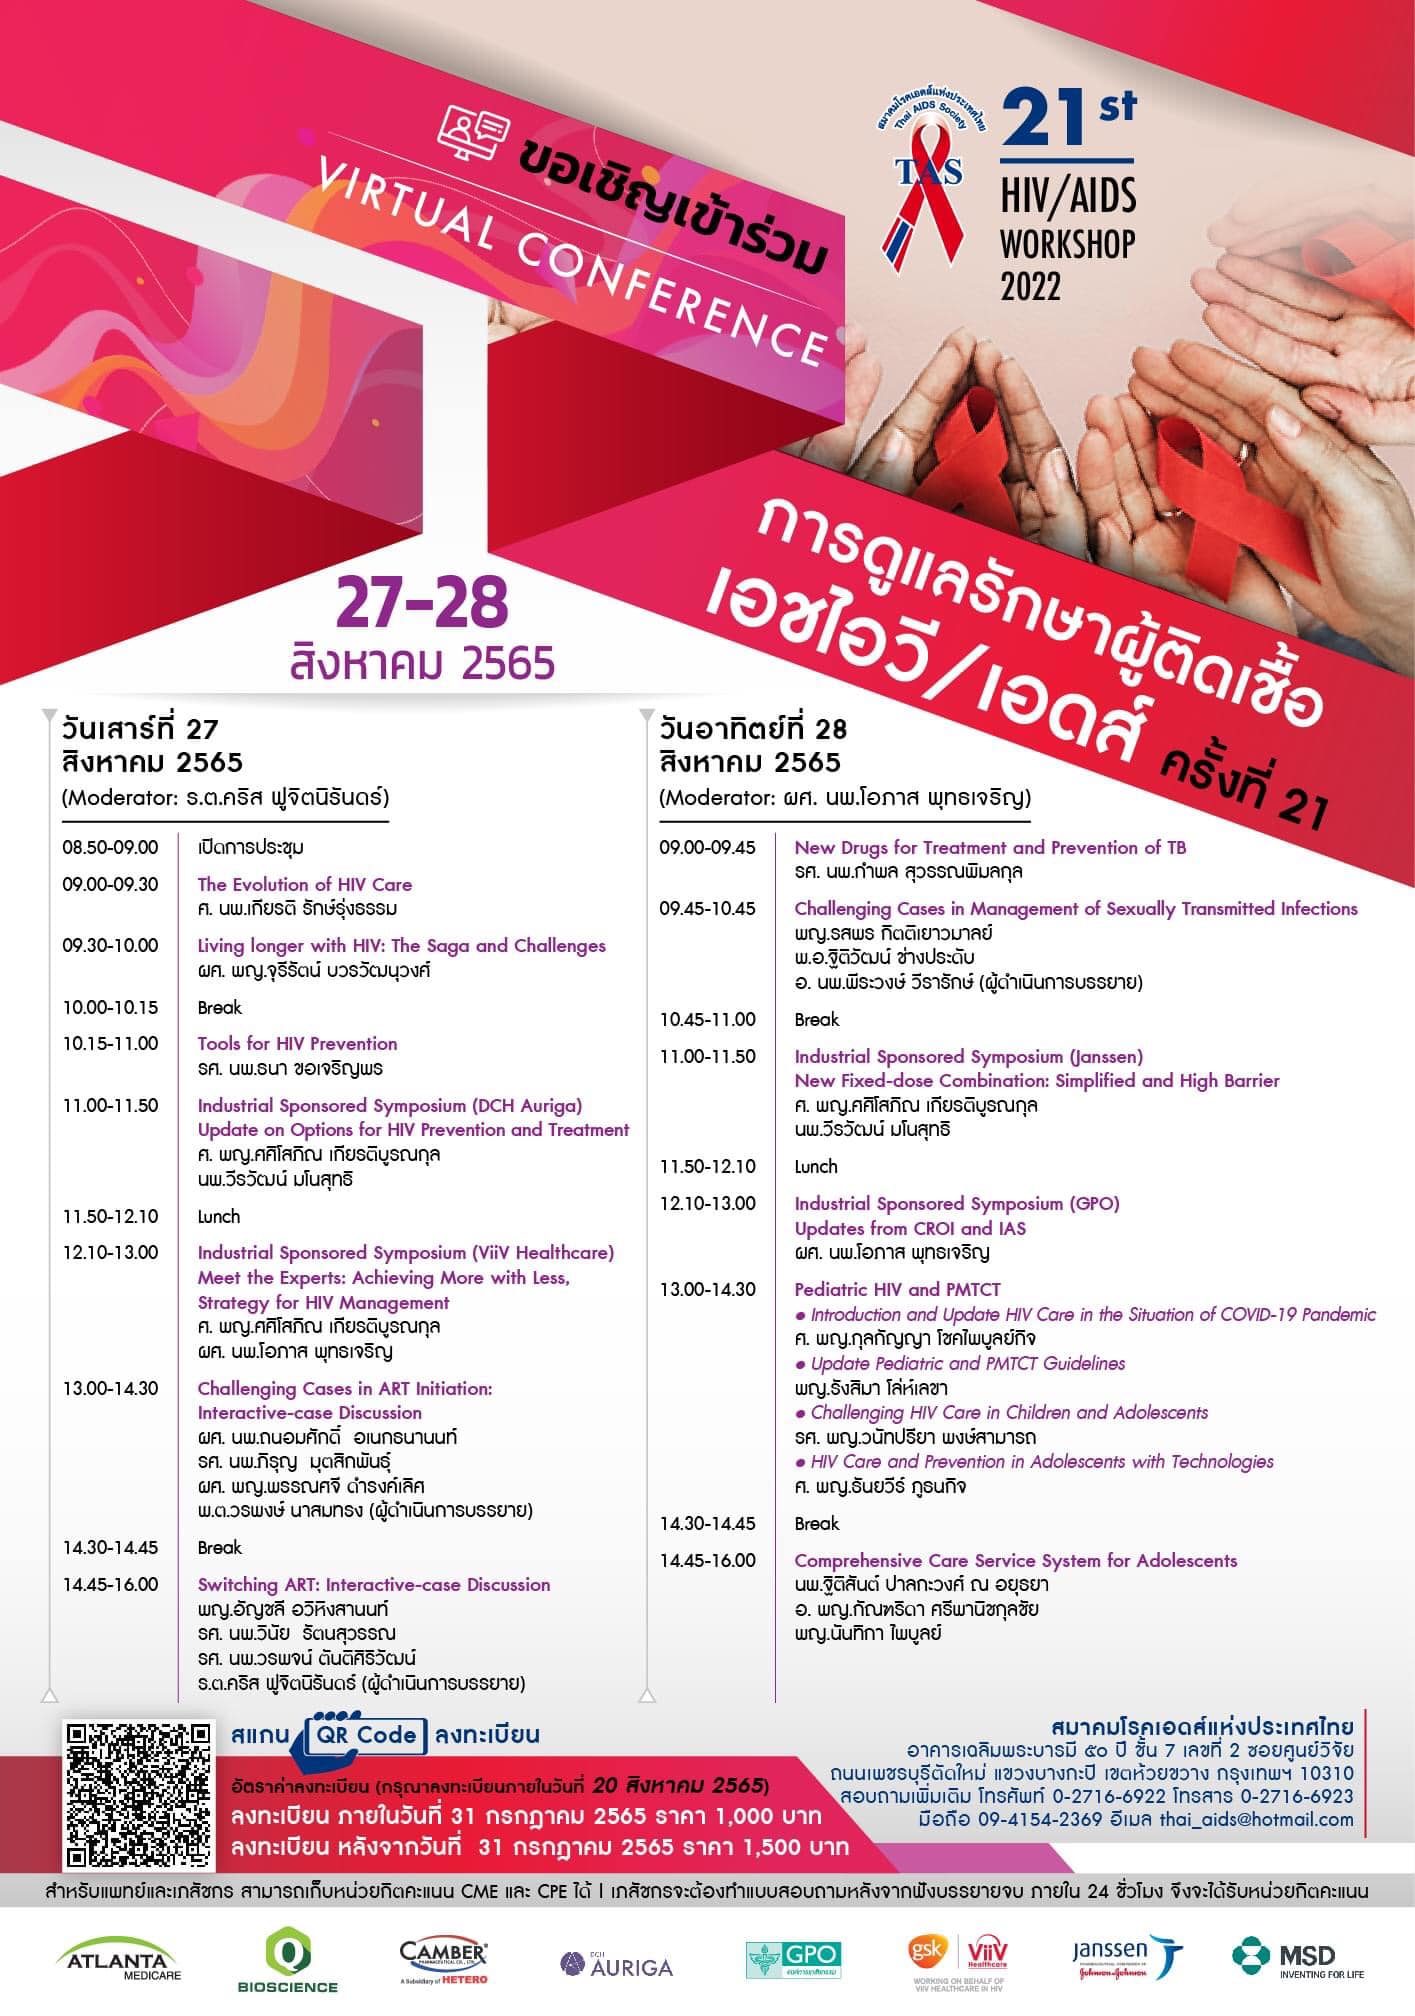 ขอเชิญเข้าร่วม
VIRTUAL CONFERENCE
สมาคมโรคเอดส์แห่งประเทศไทย
Thai AIDS Society
TAS
21st
HIV/AIDS
WORKSHOP
2022
การดูแลรักษาผู้ติดเชื้อ
เอชไอวี/เอดส์ ครั้งที่ 21
27-28
สิงหาคม 2565
วันเสาร์ที่ 27
สิงหาคม 2565
(Moderator: ร.ต.คริส ฟูจิตนิรันดร์)
08.50-09.00 เปิดการประชุม
09.00-09.30 The Evolution of HIV Care
ศ. นพ.เกียรติ รักษ์รุ่งธรรม
09.30-10.00 Living longer with HIV: The Saga and Challenges
ผศ. พญ.จุรีรัตน์ บวรวัฒนุวงศ์
10.00-10.15 Break
10.15-11.00 Tools for HIV Prevention
รศ. นพ.ธนา ขอเจริญพร
11.00-11.50 Industrial Sponsored Symposium (DCH Auriga)
Update on Options for HIV Prevention and Treatment
ศ. พญ.ศศิโสภิณ เกียรติบูรณกุล
นพ.วีรวัฒน์ มโนสุทธิ
11.50-12.10 Lunch
12.10-13.00 Industrial Sponsored Symposium (ViiV Healthcare)
Meet the Experts: Achieving More with Less,
Strategy for HIV Management
ศ. พญ.ศศิโสภิณ เกียรติบูรณกุล
ผศ. นพ.โอภาส พุทธเจริญ
13.00-14.30 Challenging Cases in ART Initiation:
Interactive-case Discussion
ผศ. นพ.ถนอมศักดิ์ อเนกธนานนท์
รศ. นพ.ภิรุญ มุตสิกพันธุ์
ผศ. พญ.พรรณศจี ดำรงค์เลิศ
พ.ต.วรพงษ์ นาสมทรง (ผู้ดำเนินการบรรยาย)
14.30-14.45 Break
14.45-16.00 Switching ART: Interactive-case Discussion
พญ.อัญชลี อวิหิงสานนท์
รศ. นพ.วินัย รัตนสุวรรณ
รศ. นพ.วรพจน์ ตันติศิริวัฒน์
ร.ต.คริส ฟูจิตนิรันดร์ (ผู้ดำเนินการบรรยาย)
วันอาทิตย์ที่ 28
สิงหาคม 2565
(Moderator: ผศ. นพ.โอภาส พุทธเจริญ)
09.00-09.45 New Drugs for Treatment and Prevention of TB
รศ. นพ.กำพล สุวรรณพิมลกุล
09.45-10.45 Challenging Cases in Management of Sexually Transmitted Infections
พญ.รสพร กิตติเยาวมาลย์
พ.อ.ฐิติวัฒน์ ช่างประดับ
อ. นพ.พีระวงษ์ วีรารักษ์ (ผู้ดำเนินการบรรยาย)
10.45-11.00 Break
11.00-11.50 Industrial Sponsored Symposium (Janssen)
New Fixed-dose Combination: Simplified and High Barrier
ศ. พญ.ศศิโสภิณ เกียรติบูรณกุล
นพ.วีรวัฒน์ มโนสุทธิ
11.50-12.10 Lunch
12.10-13.00 Industrial Sponsored Symposium (GPO)
Updates from CROI and IAS
ผศ. นพ.โอภาส พุทธเจริญ
13.00-14.30 Pediatric HIV and PMTCT
● Introduction and Update HIV Care in the Situation of COVID-19 Pandemic
ศ. พญ.กุลกัญญา โชคไพบูลย์กิจ
● Update Pediatric and PMTCT Guidelines
พญ.รังสิมา โล่ห์เลขา
● Challenging HIV Care in Children and Adolescents
รศ. พญ.วนัทปรียา พงษ์สามารถ
● HIV Care and Prevention in Adolescents with Technologies
ศ. พญ.ธันยวีร์ ภูธนกิจ
14.30-14.45 Break
14.45-16.00 Comprehensive Care Service System for Adolescents
นพ.ฐิติสันต์ ปาลกะวงศ์ ณ อยุธยา
อ. พญ.กัณฑริดา ศรีพานิชกุลชัย
พญ.นันทิกา ไพบูลย์
สแกน QR Code ลงทะเบียน
อัตราค่าลงทะเบียน (กรุณาลงทะเบียนภายในวันที่ 20 สิงหาคม 2565)
ลงทะเบียน ภายในวันที่ 31 กรกฎาคม 2565 ราคา 1,000 บาท
ลงทะเบียน หลังจากวันที่ 31 กรกฎาคม 2565 ราคา 1,500 บาท
สมาคมโรคเอดส์แห่งประเทศไทย
อาคารเฉลิมพระบารมี ๕๐ ปี ชั้น 7 เลขที่ 2 ซอยศูนย์วิจัย
ถนนเพชรบุรีตัดใหม่ แขวงบางกะปิ เขตห้วยขวาง กรุงเทพฯ 10310
สอบถามเพิ่มเติม โทรศัพท์ 0-2716-6922 โทรสาร 0-2716-6923
มือถือ 09-4154-2369 อีเมล thai_aids@hotmail.com
สำหรับแพทย์และเภสัชกร สามารถเก็บหน่วยกิตคะแนน CME และ CPE ได้ | เภสัชกรจะต้องทำแบบสอบถามหลังจากฟังบรรยายจบ ภายใน 24 ชั่วโมง จึงจะได้รับหน่วยกิตคะแนน
ATLANTA
MEDICARE
Q
BIOSCIENCE
CAMBER
PHARMACEUTICAL CO., LTD.
A Subsidiary of HETERO
DCH
AURIGA
GPO
องค์การเภสัชกรรม
gsk
ViiV
Healthcare
WORKING ON BEHALF OF
VIIV HEALTHCARE IN HIV
janssen
PHARMACEUTICAL COMPANIES OF
Johnson & Johnson
MSD
INVENTING FOR LIFE